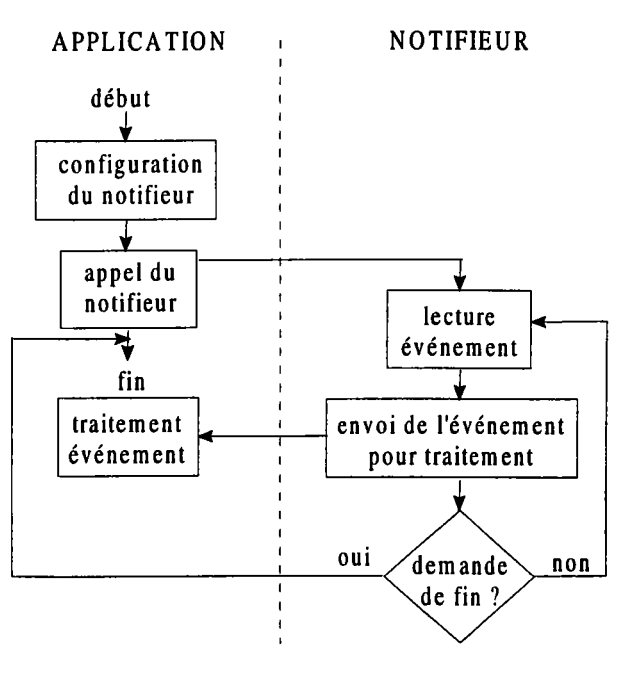 APPLICATION
NOTIFIEUR
début
configuration
du notifieur
appel du
notifieur
lecture
événement
fin
traitement
événement
envoi de l'événement
pour traitement
oui
demande
de fin ?
non